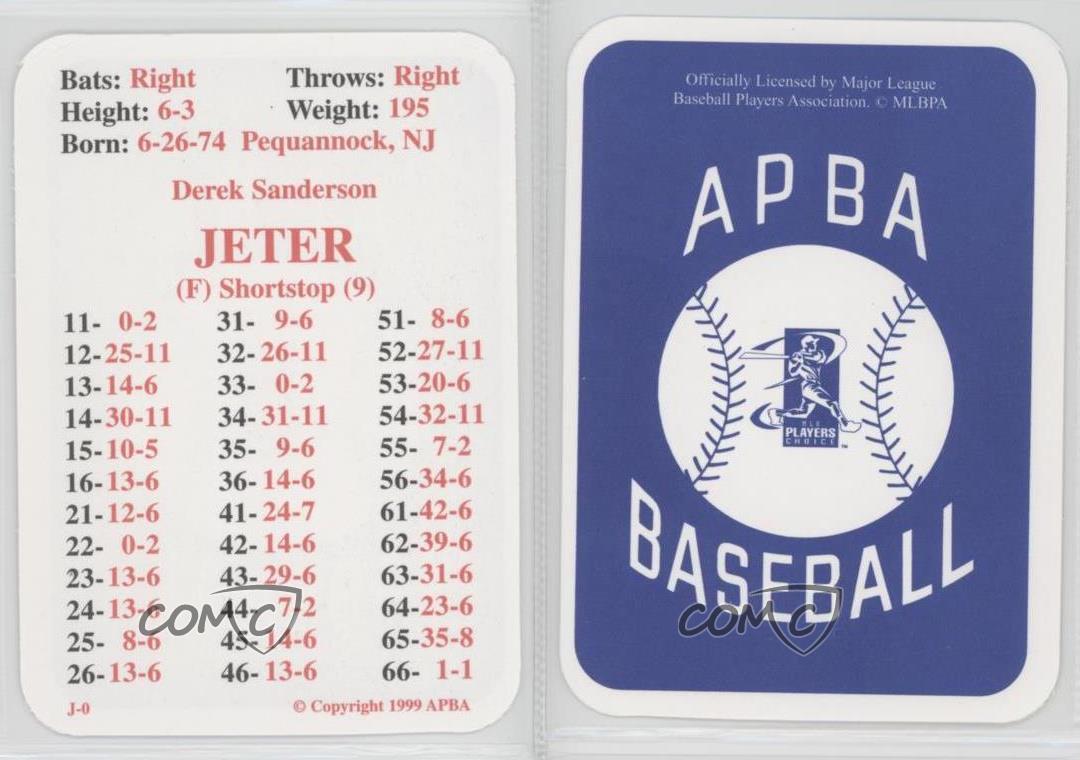 Bats: Right Throws: Right
Height: 6-3 Weight: 195
Born: 6-26-74 Pequannock, NJ
Derek Sanderson
JETER
(F) Shortstop (9)
11- 0-2 31- 9-6 51- 8-6
12-25-11 32-26-11 52-27-11
13-14-6 33- 0-2 53-20-6
14-30-11 34-31-11 54-32-11
15-10-5 35- 9-6 55- 7-2
16-13-6 36-14-6 56-34-6
21-12-6 41-24-7 61-42-6
22- 0-2 42-14-6 62-39-6
23-13-6 43-29-6 63-31-6
24-13-6 44- 7-2 64-23-6
25- 8-6 45-14-6 65-35-8
26-13-6 46-13-6 66- 1-1
J-0 © Copyright 1999 APBA
COMC
Officially Licensed by Major League
Baseball Players Association. © MLBPA
APBA
MLB
PLAYERS
CHOICE ™
BASEBALL
COMC